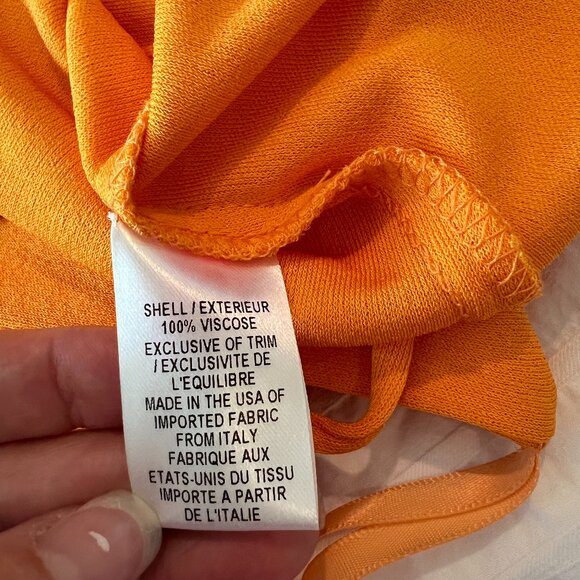 SHELL / EXTERIEUR
100% VISCOSE
EXCLUSIVE OF TRIM
/ EXCLUSIVITE DE
L'EQUILIBRE
MADE IN THE USA OF
IMPORTED FABRIC
FROM ITALY
FABRIQUE AUX
ETATS-UNIS DU TISSU
IMPORTE A PARTIR
DE L'ITALIE